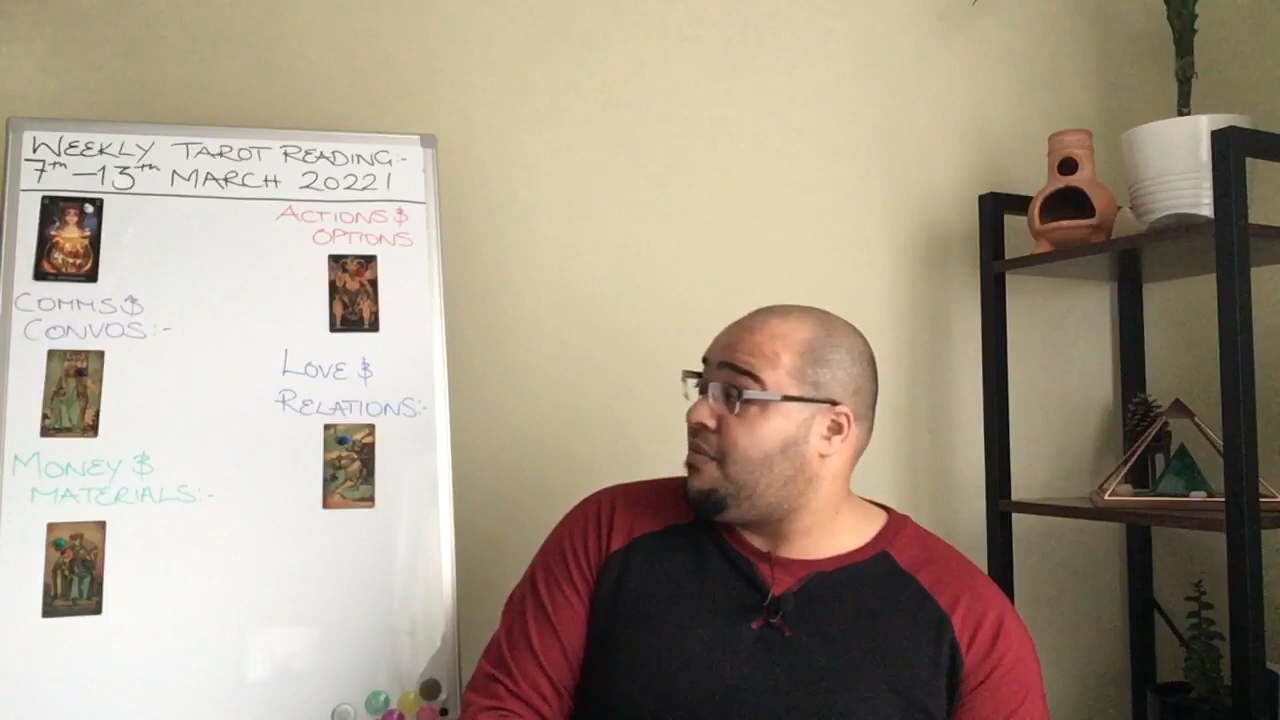 WEEKLY TAROT READING:-
7th - 13th MARCH 2022!
ACTIONS &
OPTIONS
COMMS &
CONVOS:-
LOVE &
RELATIONS:-
MONEY &
MATERIALS:-